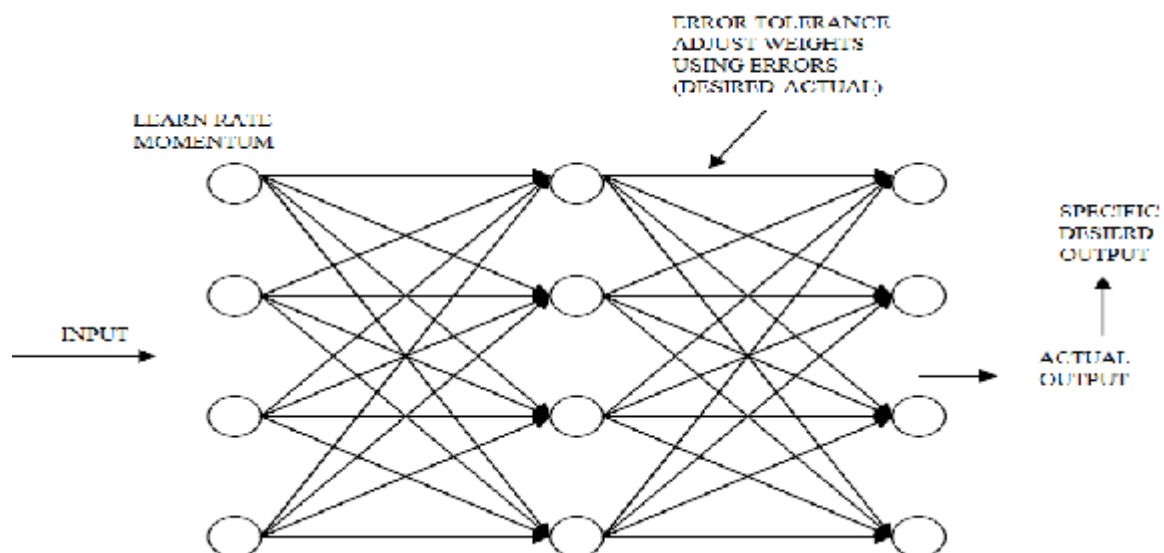 ERROR TOLERANCE
ADJUST WEIGHTS
USING ERRORS
(DESIRED-ACTUAL)
LEARN RATE
MOMENTUM
SPECIFIC
DESIERD
OUTPUT
INPUT
ACTUAL
OUTPUT